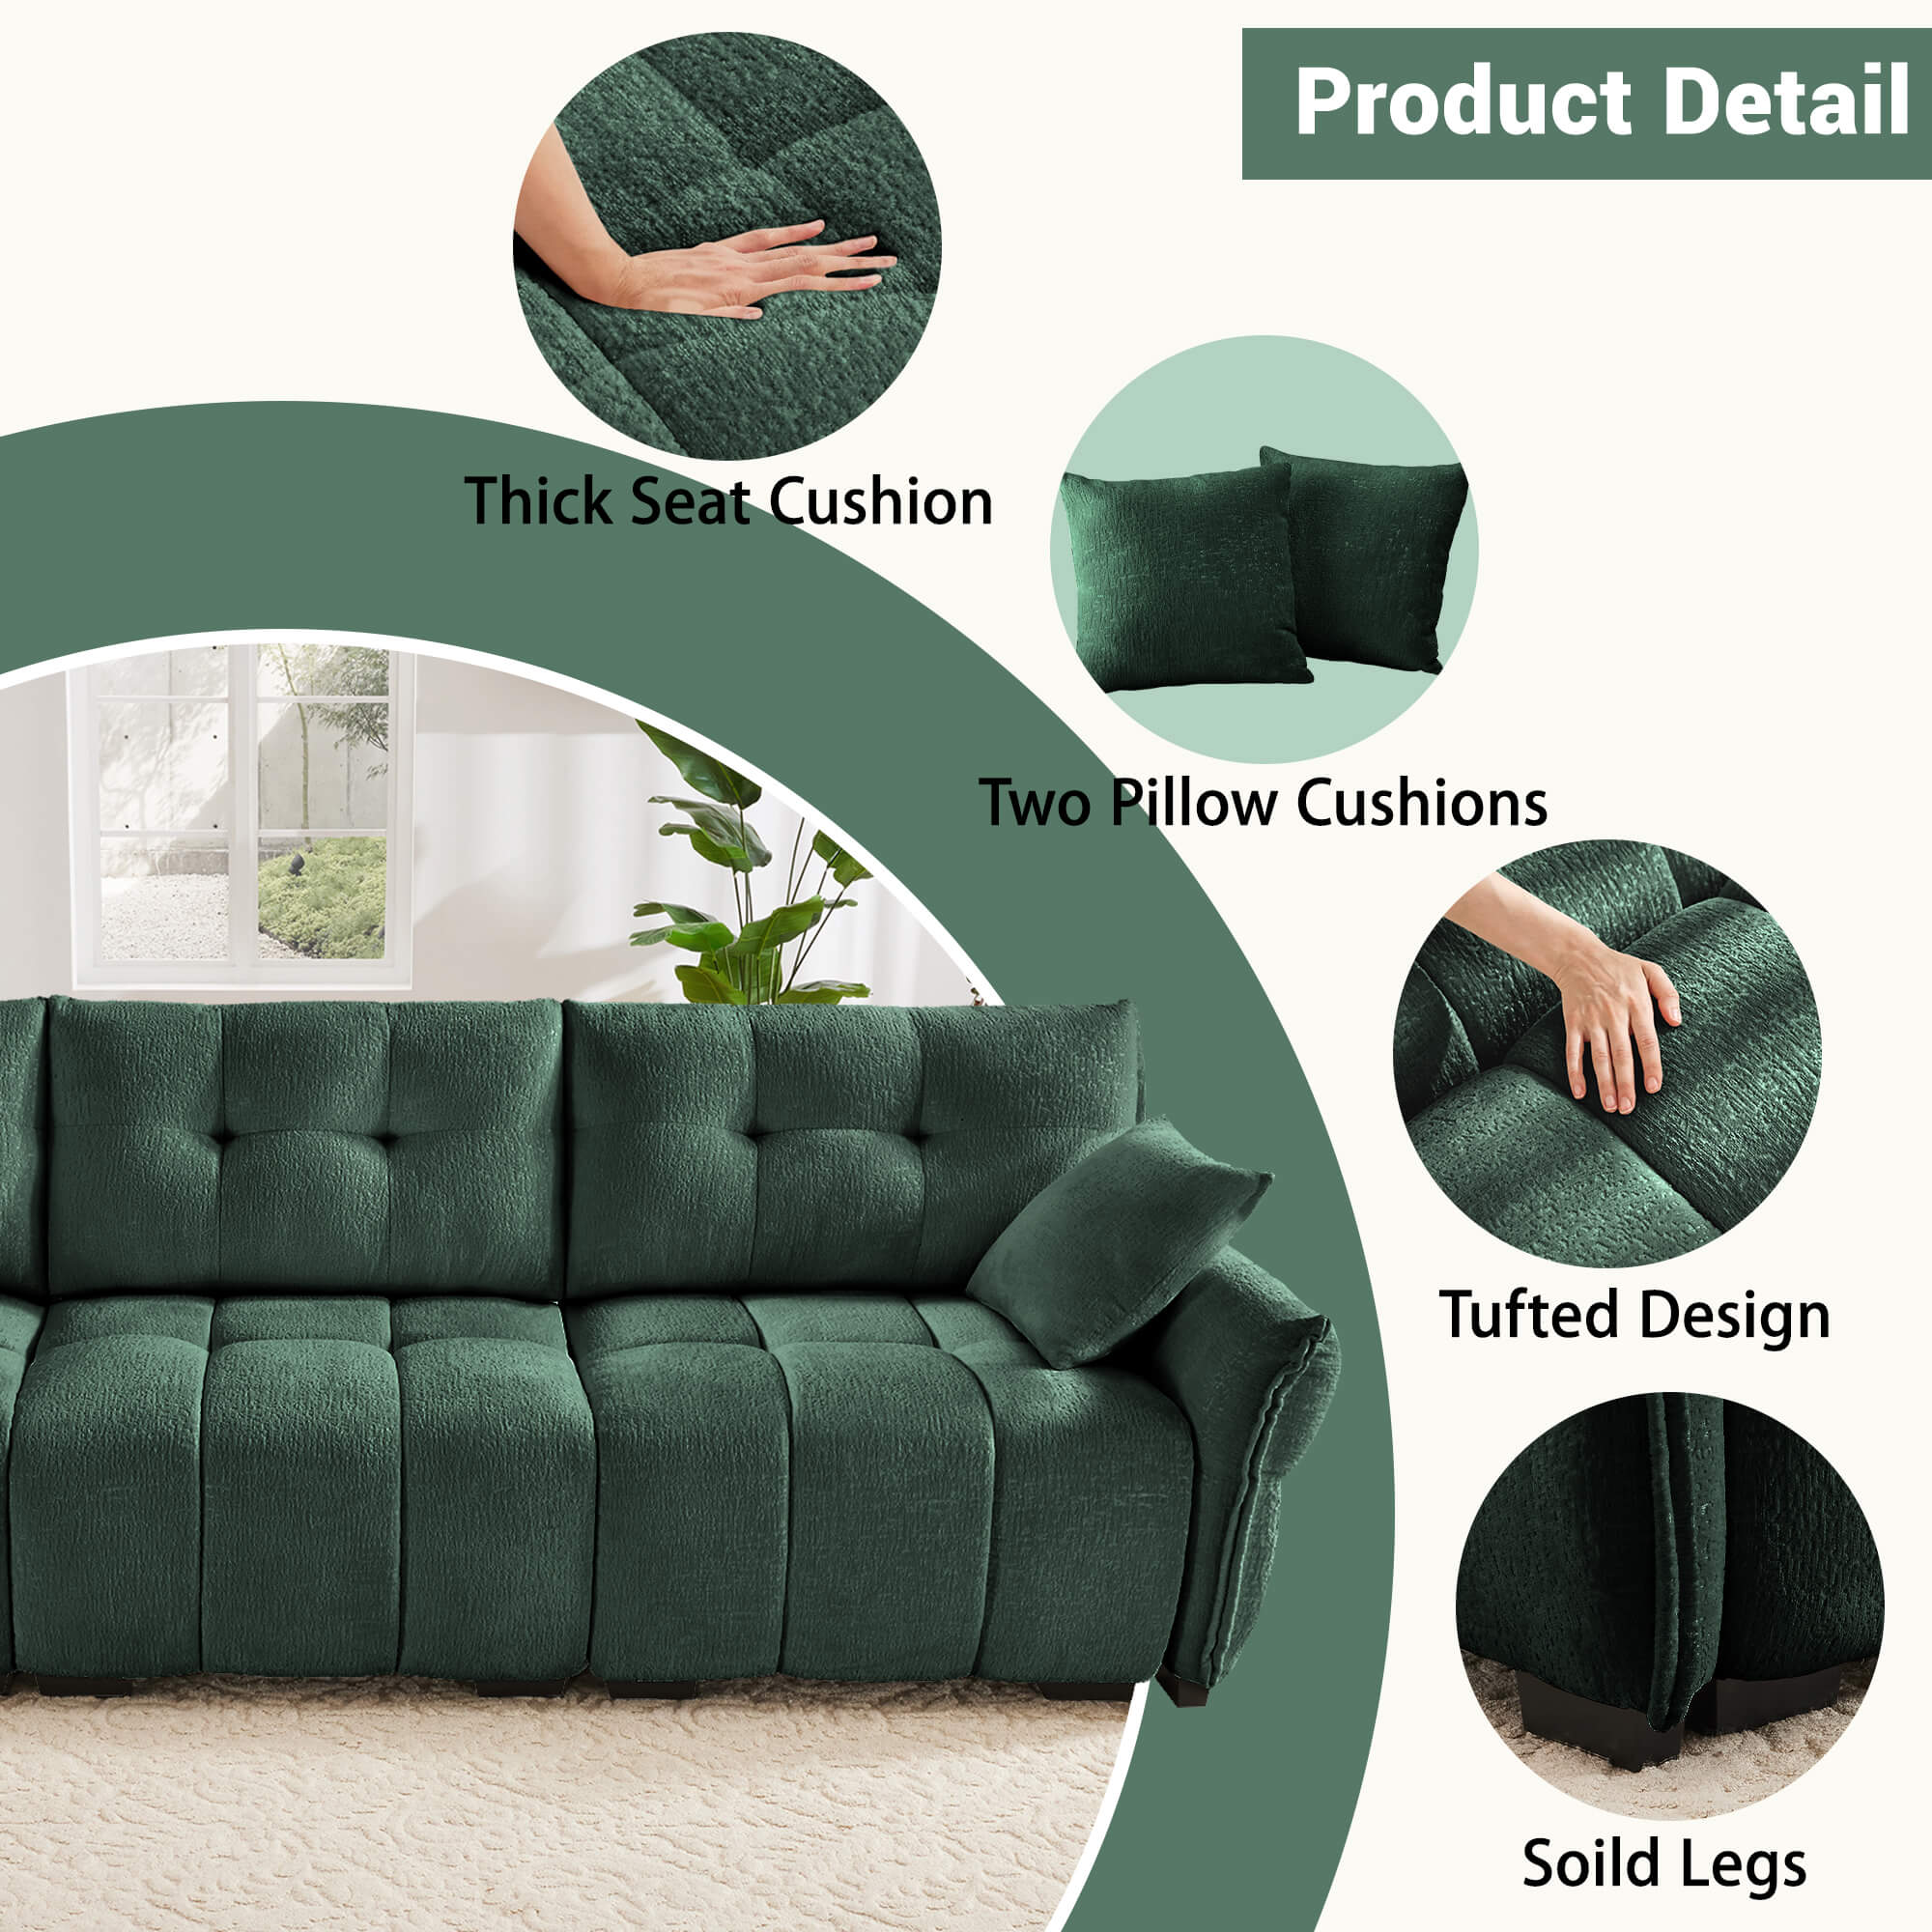 Product Detail
Thick Seat Cushion
Two Pillow Cushions
Tufted Design
Soild Legs